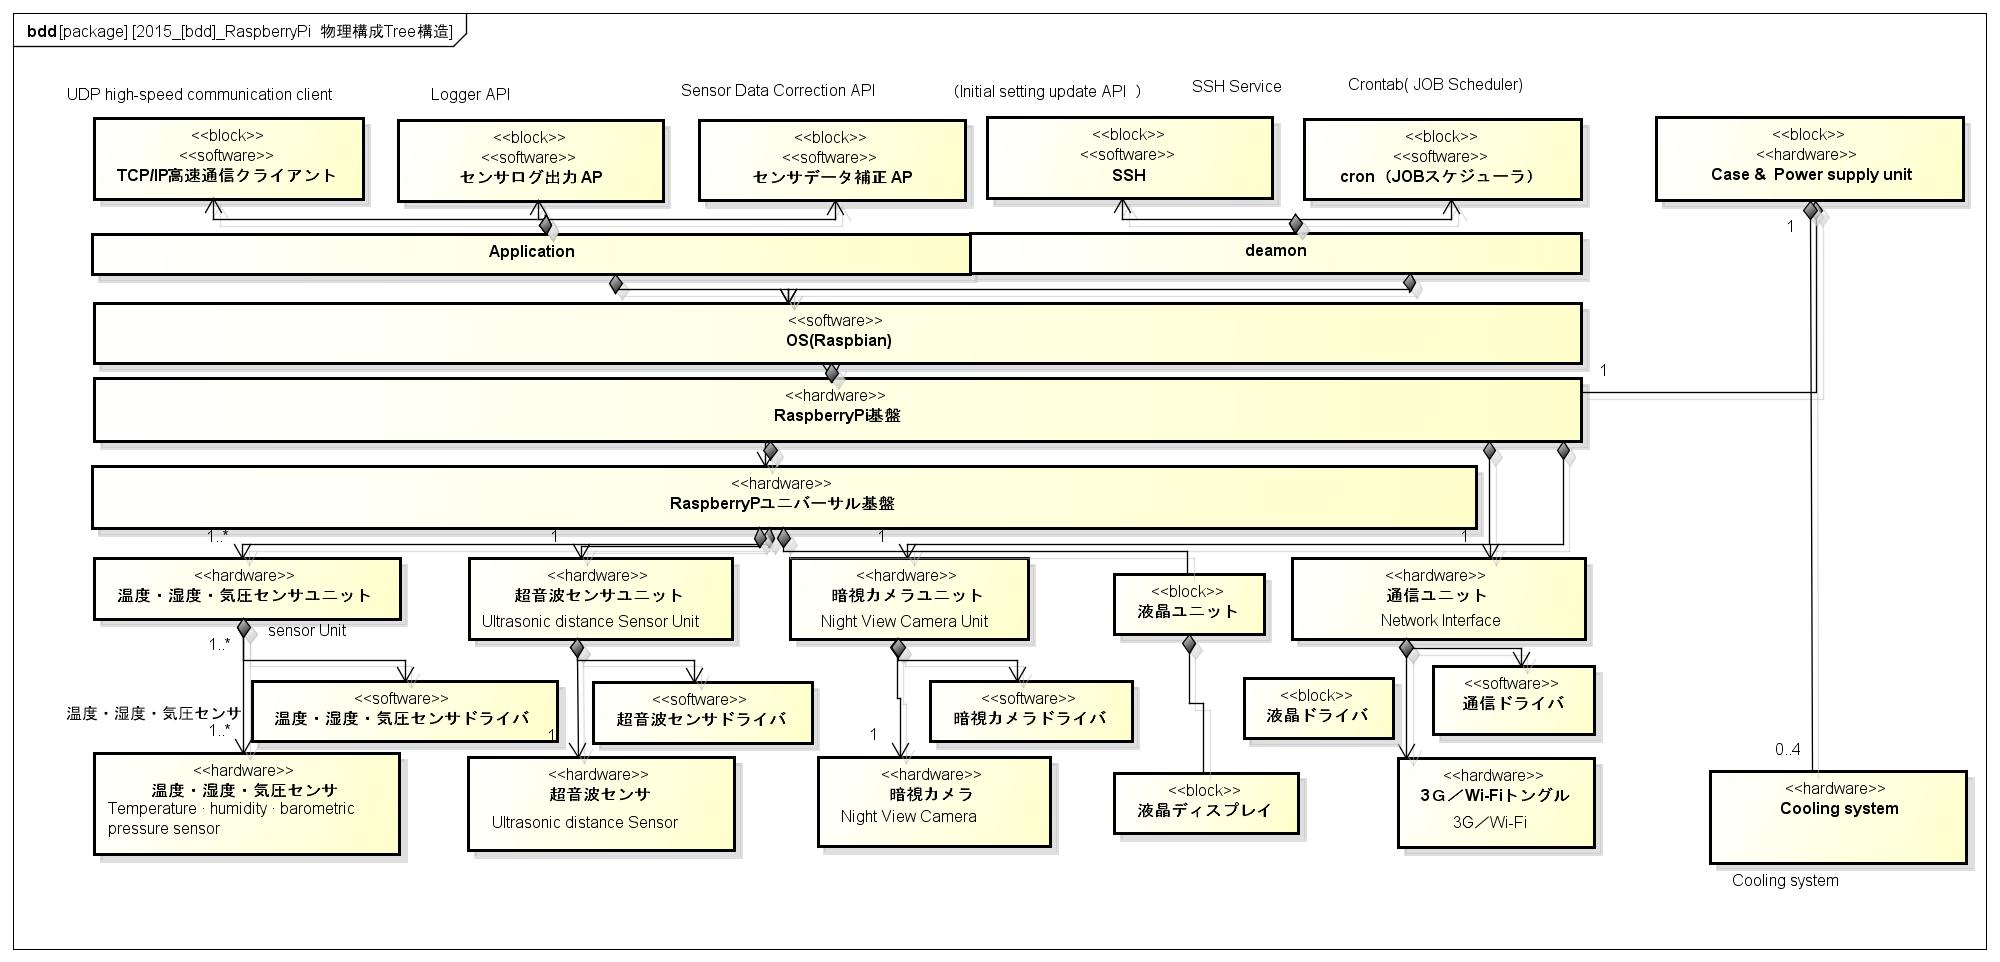 bdd [package] [2015_[bdd]_RaspberryPi 物理構成Tree構造]
UDP high-speed communication client
Logger API
Sensor Data Correction API
（Initial setting update API ）
SSH Service
Crontab( JOB Scheduler)
<<block>>
<<software>>
TCP/IP高速通信クライアント
<<block>>
<<software>>
センサログ出力AP
<<block>>
<<software>>
センサデータ補正AP
<<block>>
<<software>>
SSH
<<block>>
<<software>>
cron（JOBスケジューラ）
<<block>>
<<hardware>>
Case & Power supply unit
1
Application
deamon
<<software>>
OS(Raspbian)
1
<<hardware>>
RaspberryPi基盤
<<hardware>>
RaspberryPユニバーサル基盤
1..*
1
1
1
<<hardware>>
温度・湿度・気圧センサユニット
sensor Unit
<<hardware>>
超音波センサユニット
Ultrasonic distance Sensor Unit
<<hardware>>
暗視カメラユニット
Night View Camera Unit
<<block>>
液晶ユニット
<<hardware>>
通信ユニット
Network Interface
1..*
<<software>>
温度・湿度・気圧センサドライバ
<<software>>
超音波センサドライバ
<<software>>
暗視カメラドライバ
<<block>>
液晶ドライバ
<<software>>
通信ドライバ
温度・湿度・気圧センサ
1..*
1
1
0..4
<<hardware>>
温度・湿度・気圧センサ
Temperature · humidity · barometric
pressure sensor
<<hardware>>
超音波センサ
Ultrasonic distance Sensor
<<hardware>>
暗視カメラ
Night View Camera
<<block>>
液晶ディスプレイ
<<hardware>>
3Ｇ／Wi-Fiトングル
3G／Wi-Fi
<<hardware>>
Cooling system
Cooling system